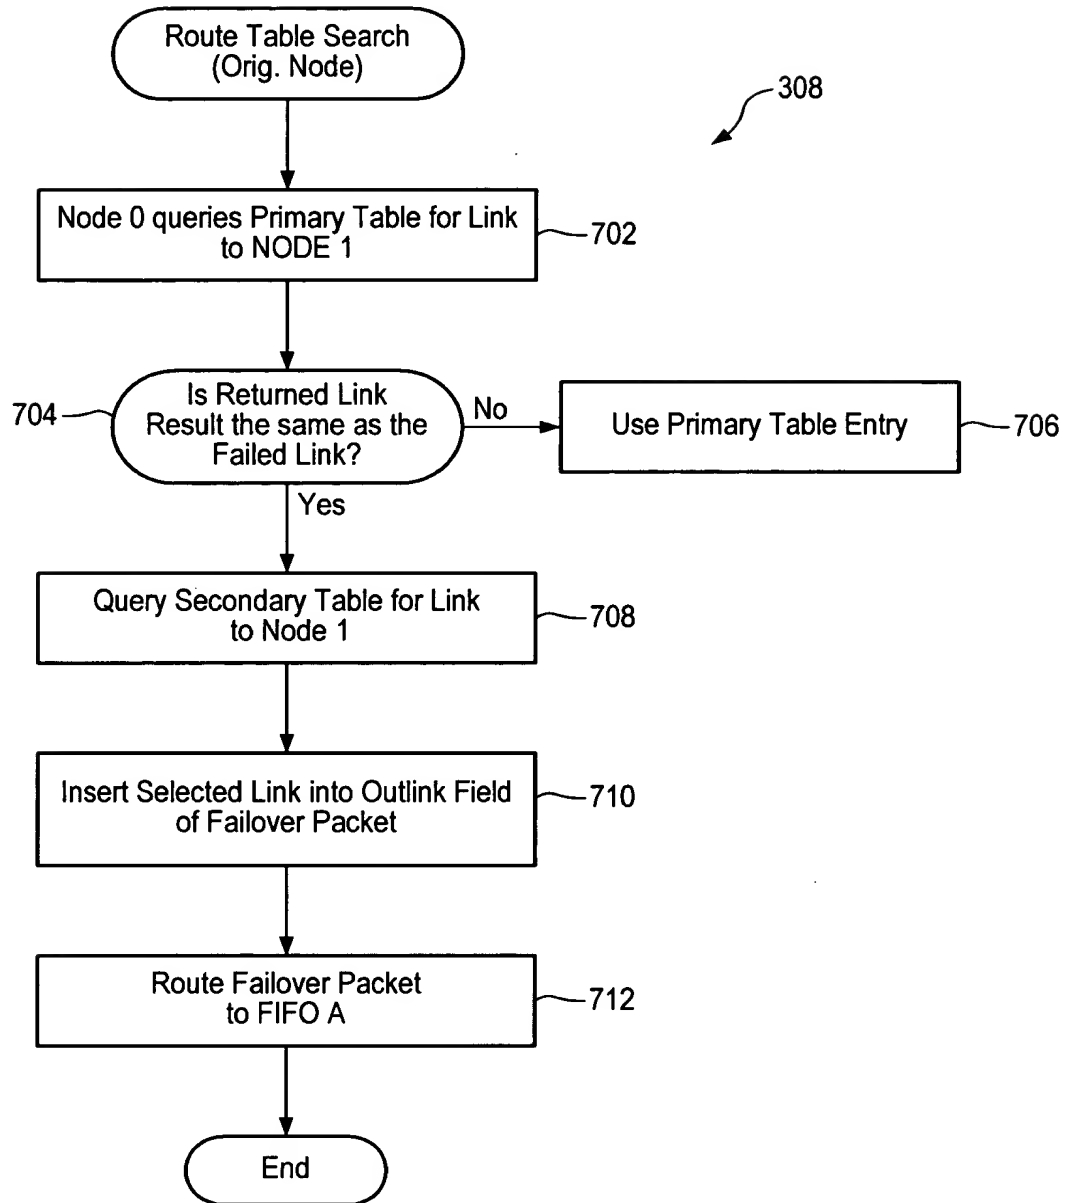 Route Table Search
(Orig. Node)
308
Node 0 queries Primary Table for Link
to NODE 1
702
704
Is Returned Link
Result the same as the
Failed Link?
No
Use Primary Table Entry
706
Yes
Query Secondary Table for Link
to Node 1
708
Insert Selected Link into Outlink Field
of Failover Packet
710
Route Failover Packet
to FIFO A
712
End